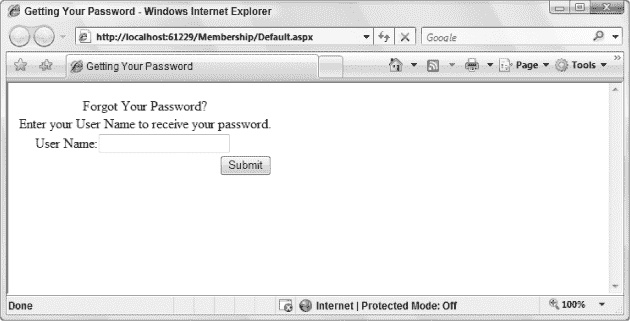 Getting Your Password - Windows Internet Explorer
http://localhost:61229/Membership/Default.aspx
Google
Getting Your Password
Page
Tools
Forgot Your Password?
Enter your User Name to receive your password.
User Name:
Submit
Done
Internet | Protected Mode: Off
100%